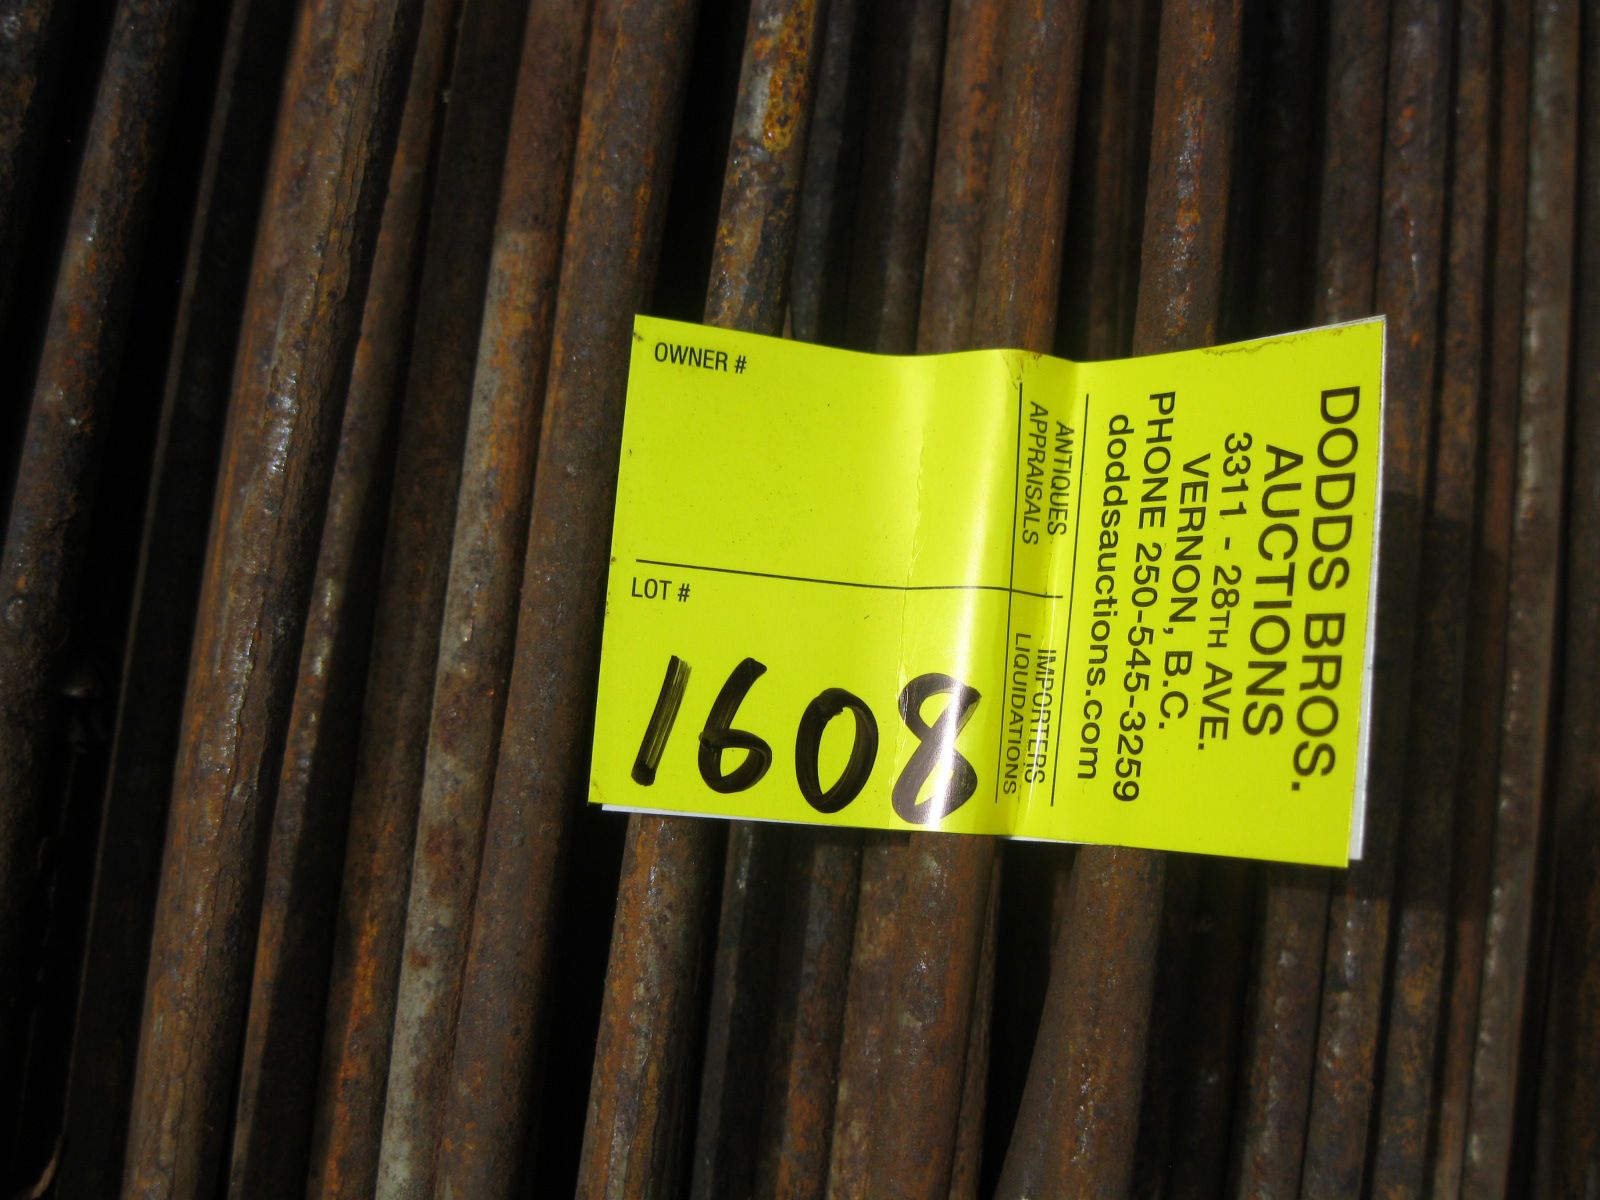 DODDS BROS.
AUCTIONS
3311 - 28TH AVE.
VERNON, B.C.
PHONE 250-545-3259
doddsauctions.com
ANTIQUES
APPRAISALS
IMPORTERS
LIQUIDATIONS
OWNER #
LOT #
1608